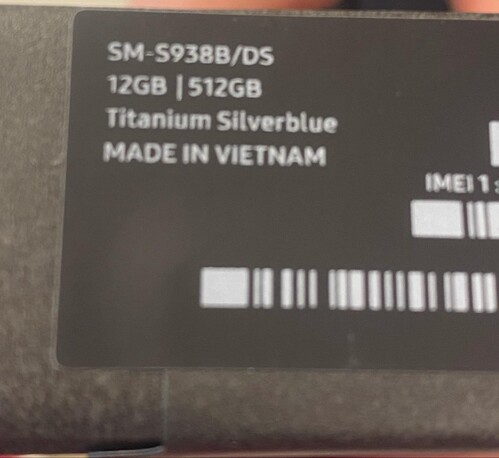 SM-S938B/DS
12GB | 512GB
Titanium Silverblue
MADE IN VIETNAM
IMEI 1 :